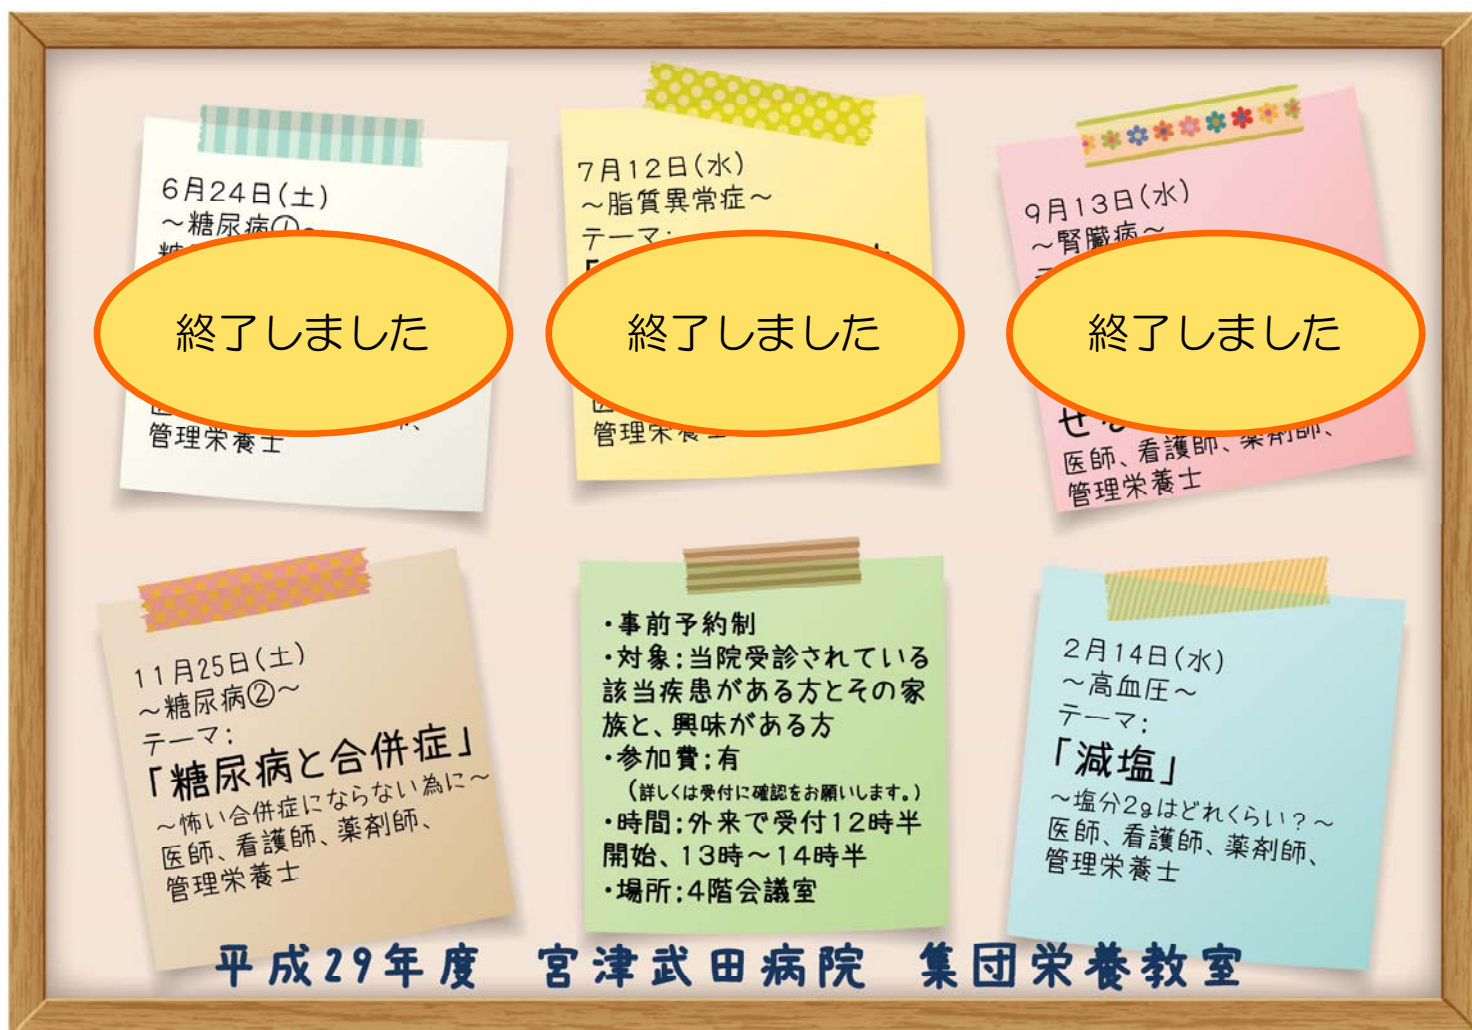 6月24日(土)
～糖尿病①～
終了しました
管理栄養士
7月12日(水)
～脂質異常症～
テーマ:
終了しました
管理栄養士
9月13日(水)
～腎臓病～
終了しました
医師、看護師、薬剤師、
管理栄養士
11月25日(土)
～糖尿病②～
テーマ:
「糖尿病と合併症」
～怖い合併症にならない為に～
医師、看護師、薬剤師、
管理栄養士
・事前予約制
・対象:当院受診されている
該当疾患がある方とその家
族と、興味がある方
・参加費:有
(詳しくは受付に確認をお願いします。)
・時間:外来で受付12時半
開始、13時～14時半
・場所:4階会議室
2月14日(水)
～高血圧～
テーマ:
「減塩」
～塩分2gはどれくらい?～
医師、看護師、薬剤師、
管理栄養士
平成29年度 宮津武田病院 集団栄養教室